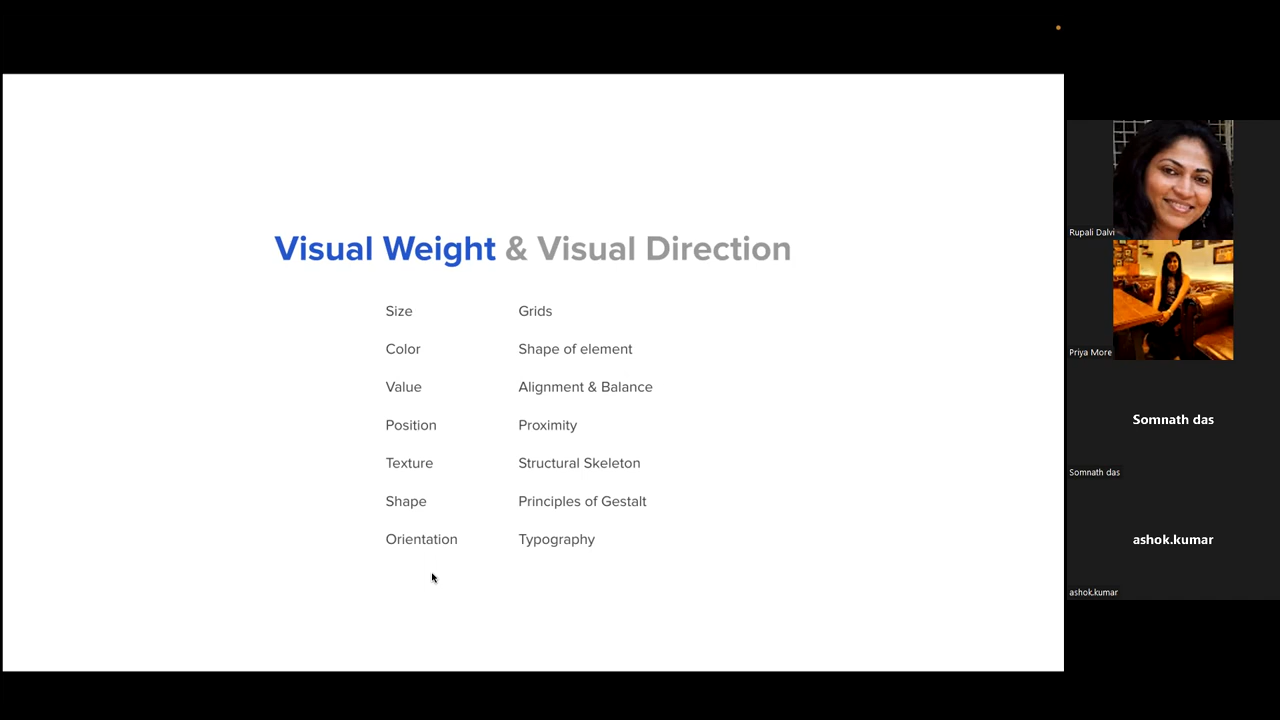 Visual Weight & Visual Direction
Size Grids
Color Shape of element
Value Alignment & Balance
Position Proximity
Texture Structural Skeleton
Shape Principles of Gestalt
Orientation Typography
Rupali Dalvi
Priya More
Somnath das
Somnath das
ashok.kumar
ashok.kumar